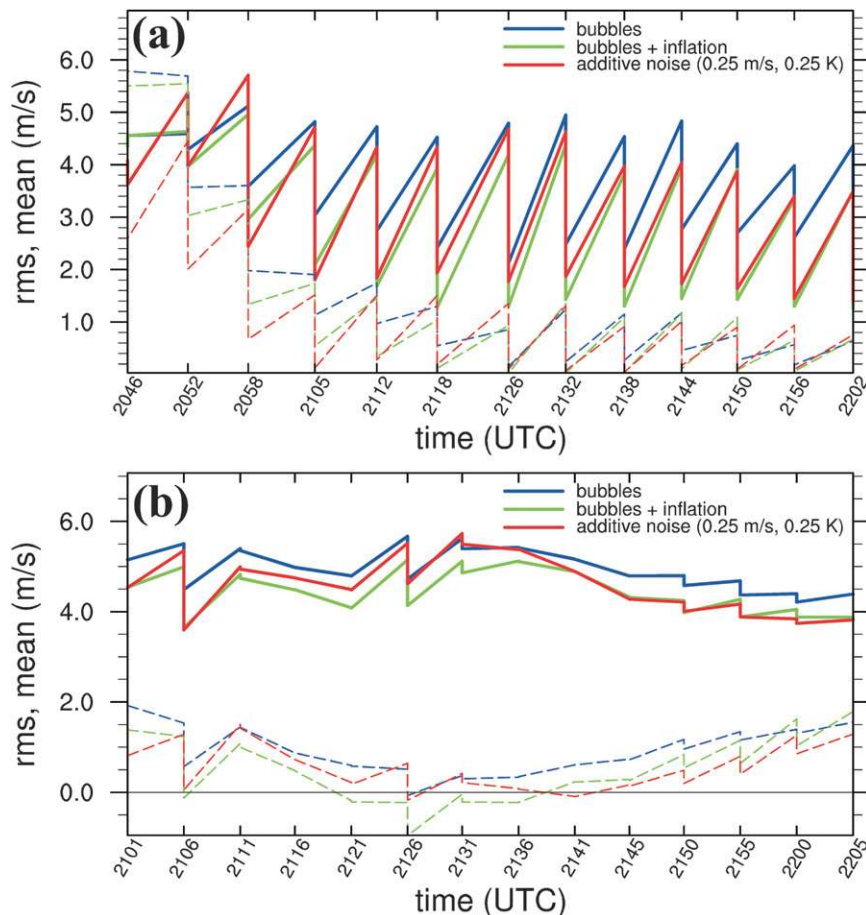 (a)
bubbles
bubbles + inflation
additive noise (0.25 m/s, 0.25 K)
rms, mean (m/s)
6.0
5.0
4.0
3.0
2.0
1.0
2046 2052 2058 2105 2112 2118 2126 2132 2138 2144 2150 2156 2202
time (UTC)
(b)
bubbles
bubbles + inflation
additive noise (0.25 m/s, 0.25 K)
rms, mean (m/s)
6.0
4.0
2.0
0.0
2101 2106 2111 2116 2121 2126 2131 2136 2141 2145 2150 2155 2200 2205
time (UTC)